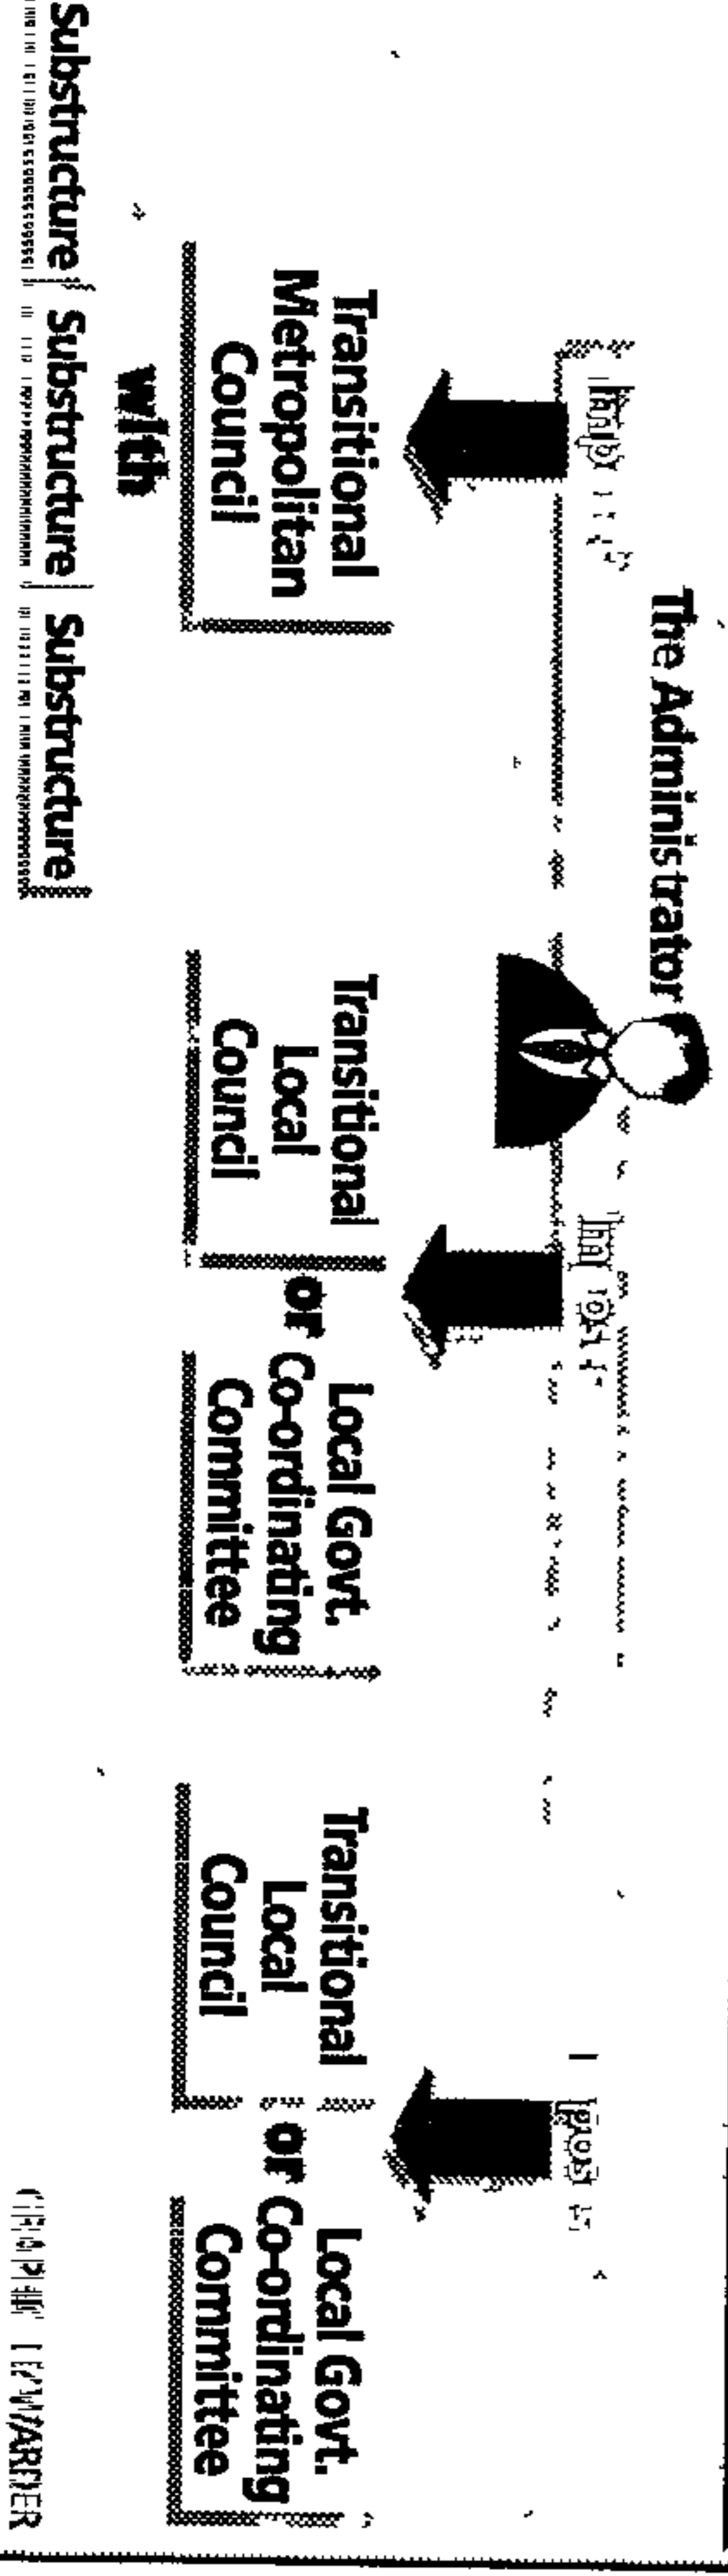 The Administrator
Transitional
Metropolitan
Council
with
Substructure
Substructure
Substructure
Transitional
Local
Council
or
Local Govt.
Co-ordinating
Committee
Transitional
Local
Council
or
Local Govt.
Co-ordinating
Committee